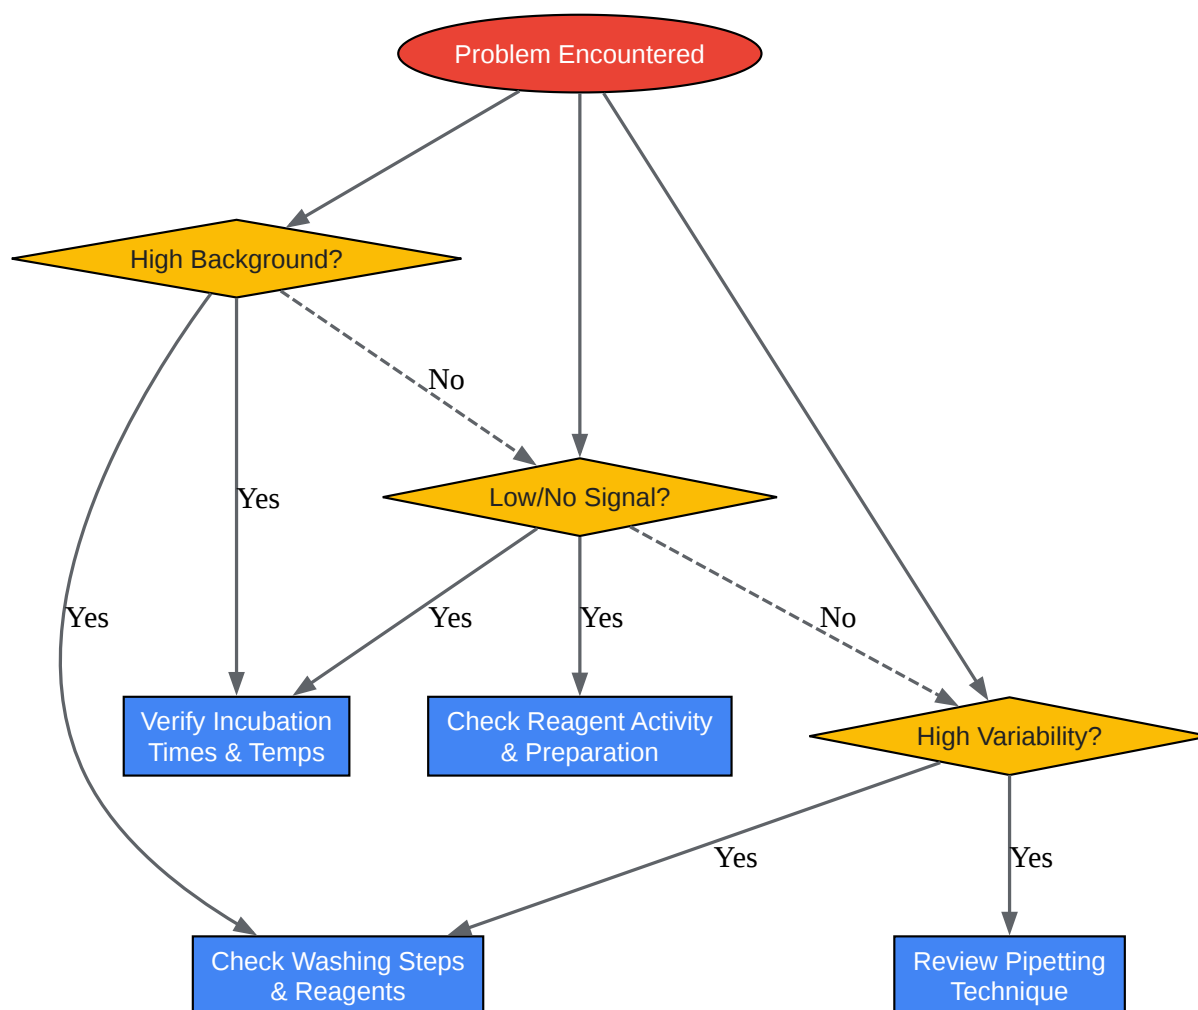 Problem Encountered
High Background?
No
Low/No Signal?
Yes
Yes
Yes
Yes
No
Verify Incubation
Times & Temps
Check Reagent Activity
& Preparation
High Variability?
Yes
Yes
Check Washing Steps
& Reagents
Review Pipetting
Technique